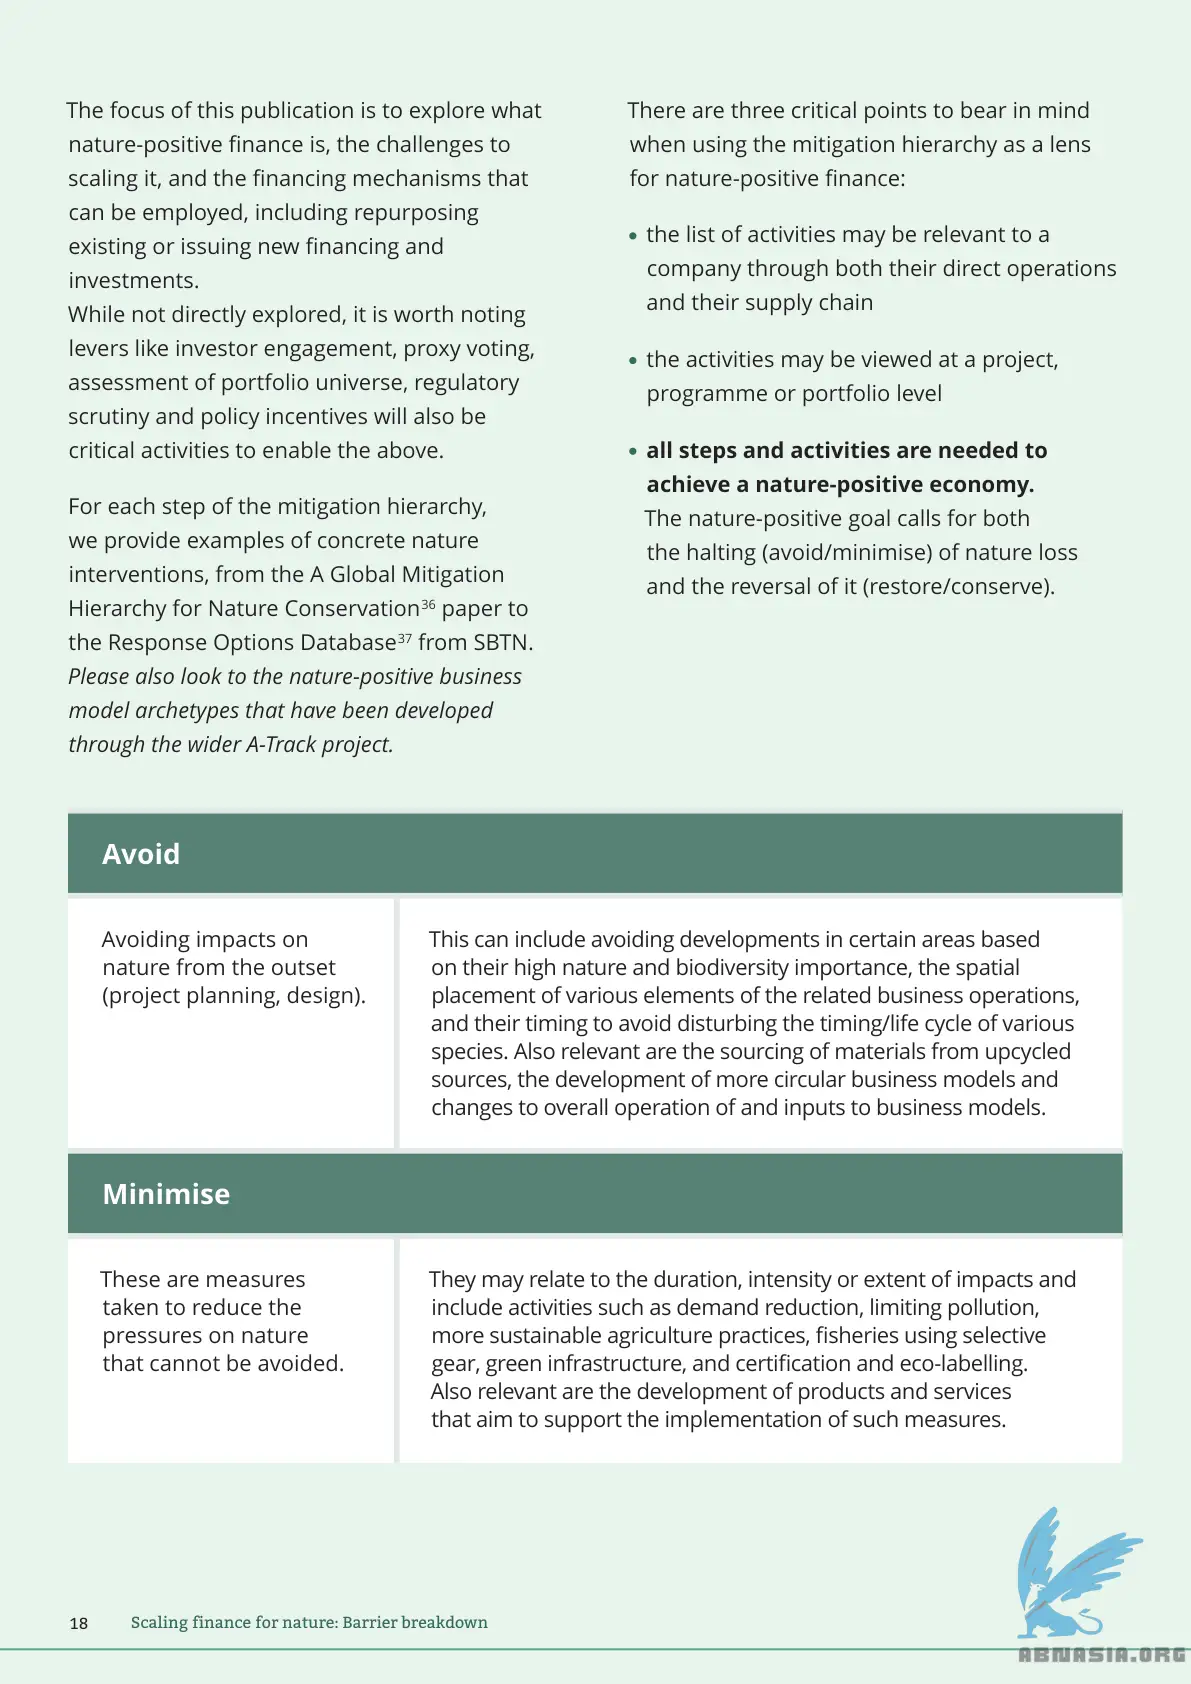 The focus of this publication is to explore what
nature-positive finance is, the challenges to
scaling it, and the financing mechanisms that
can be employed, including repurposing
existing or issuing new financing and
investments.
While not directly explored, it is worth noting
levers like investor engagement, proxy voting,
assessment of portfolio universe, regulatory
scrutiny and policy incentives will also be
critical activities to enable the above.
For each step of the mitigation hierarchy,
we provide examples of concrete nature
interventions, from the A Global Mitigation
Hierarchy for Nature Conservation36 paper to
the Response Options Database37 from SBTN.
Please also look to the nature-positive business
model archetypes that have been developed
through the wider A-Track project.
There are three critical points to bear in mind
when using the mitigation hierarchy as a lens
for nature-positive finance:
• the list of activities may be relevant to a
company through both their direct operations
and their supply chain
• the activities may be viewed at a project,
programme or portfolio level
• all steps and activities are needed to
achieve a nature-positive economy.
The nature-positive goal calls for both
the halting (avoid/minimise) of nature loss
and the reversal of it (restore/conserve).
Avoid
Avoiding impacts on
nature from the outset
(project planning, design).
This can include avoiding developments in certain areas based
on their high nature and biodiversity importance, the spatial
placement of various elements of the related business operations,
and their timing to avoid disturbing the timing/life cycle of various
species. Also relevant are the sourcing of materials from upcycled
sources, the development of more circular business models and
changes to overall operation of and inputs to business models.
Minimise
These are measures
taken to reduce the
pressures on nature
that cannot be avoided.
They may relate to the duration, intensity or extent of impacts and
include activities such as demand reduction, limiting pollution,
more sustainable agriculture practices, fisheries using selective
gear, green infrastructure, and certification and eco-labelling.
Also relevant are the development of products and services
that aim to support the implementation of such measures.
18 Scaling finance for nature: Barrier breakdown
ABNASIA.ORG